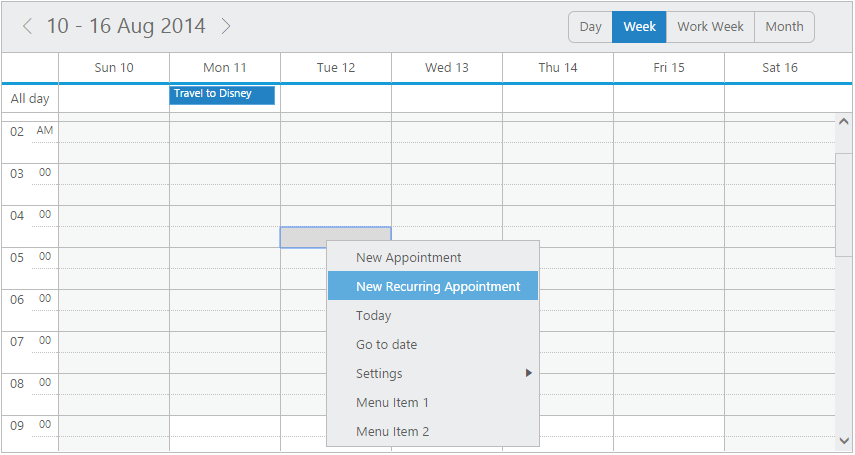 10 - 16 Aug 2014 Day Week Work Week Month
Sun 10 Mon 11 Tue 12 Wed 13 Thu 14 Fri 15 Sat 16
All day Travel to Disney
02 AM
03 00
04 00
05 00
New Appointment
New Recurring Appointment
06 00
Today
07 00
Go to date
Settings
08 00
Menu Item 1
09 00
Menu Item 2